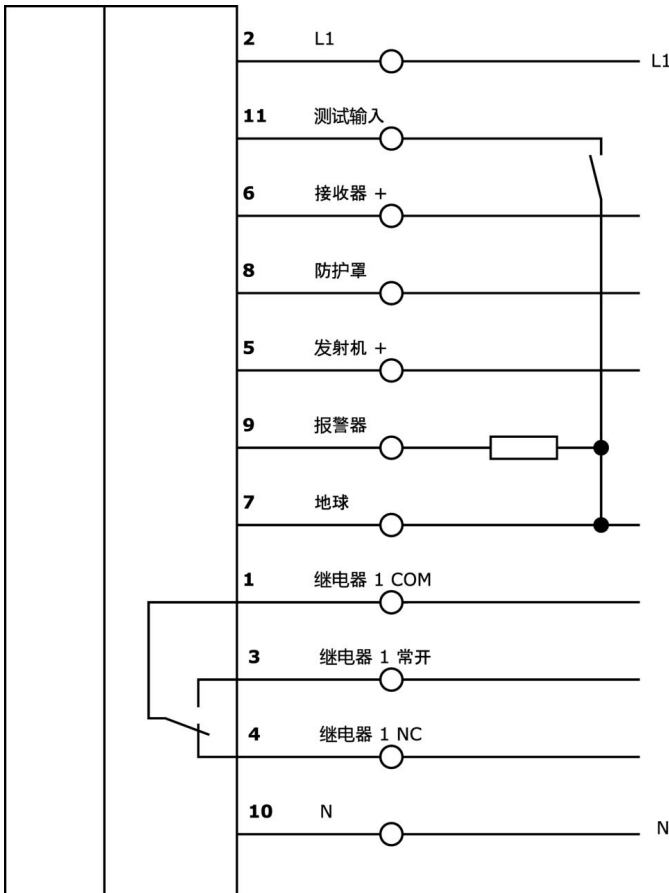 2 L1
L1
11 测试输入
6 接收器 +
8 防护罩
5 发射机 +
9 报警器
7 地球
1 继电器 1 COM
3 继电器 1 常开
4 继电器 1 NC
10 N
N